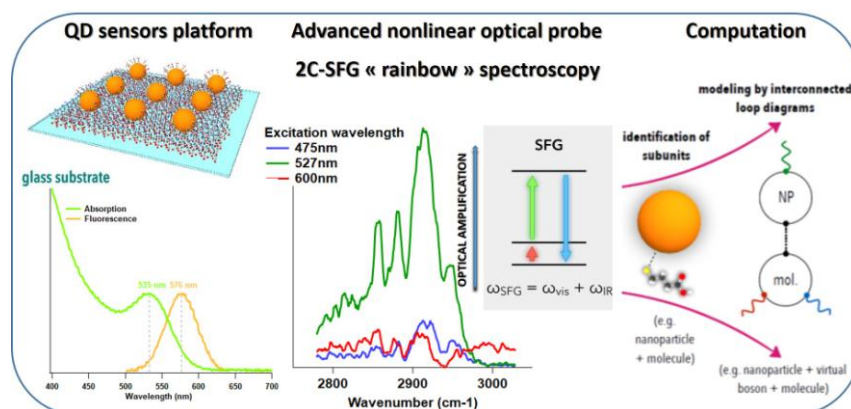 QD sensors platform
glass substrate
Absorption
Fluorescence
535 nm
576 nm
400 450 500 550 600 650 700
Wavelength (nm)
Advanced nonlinear optical probe
2C-SFG « rainbow » spectroscopy
Excitation wavelength
475nm
527nm
600nm
2800 2900 3000
Wavenumber (cm-1)
OPTICAL AMPLIFICATION
SFG
ωSFG = ωvis + ωIR
Computation
modeling by interconnected
loop diagrams
identification of
subunits
NP
mol.
(e.g.
nanoparticle
+ molecule)
(e.g. nanoparticle + virtual
boson + molecule)